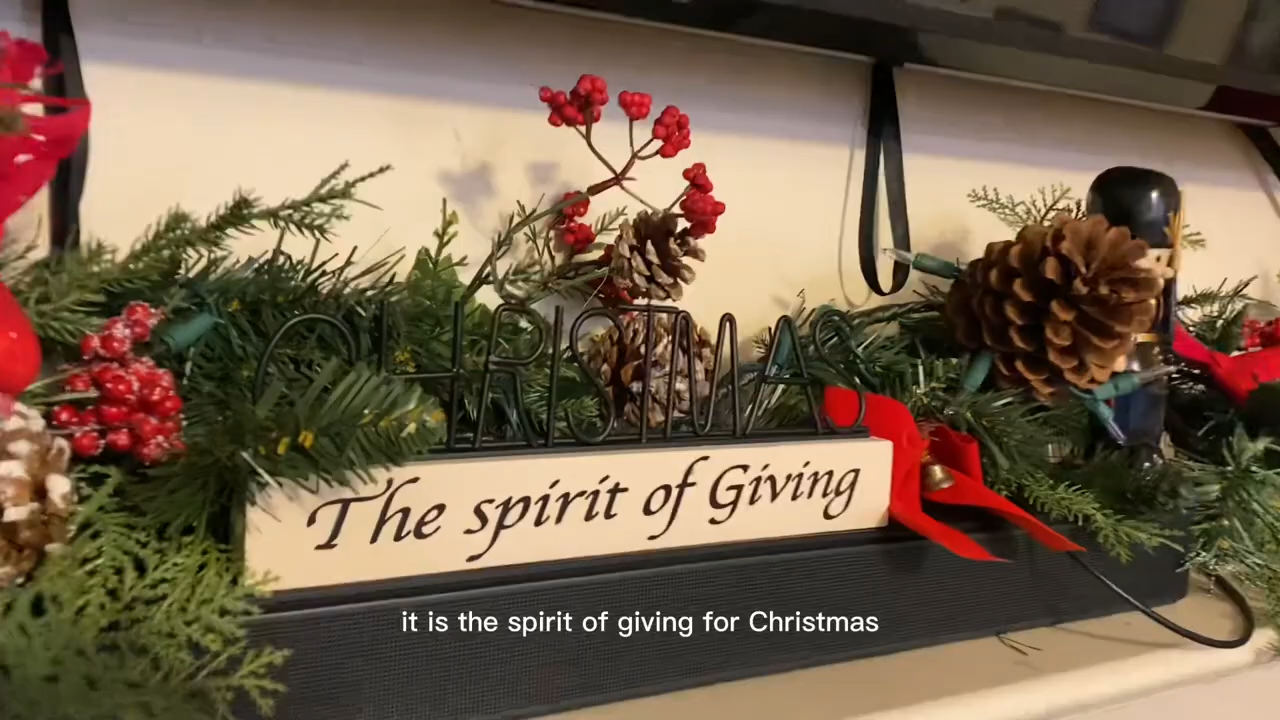 CHRISTMAS
The spirit of Giving
it is the spirit of giving for Christmas